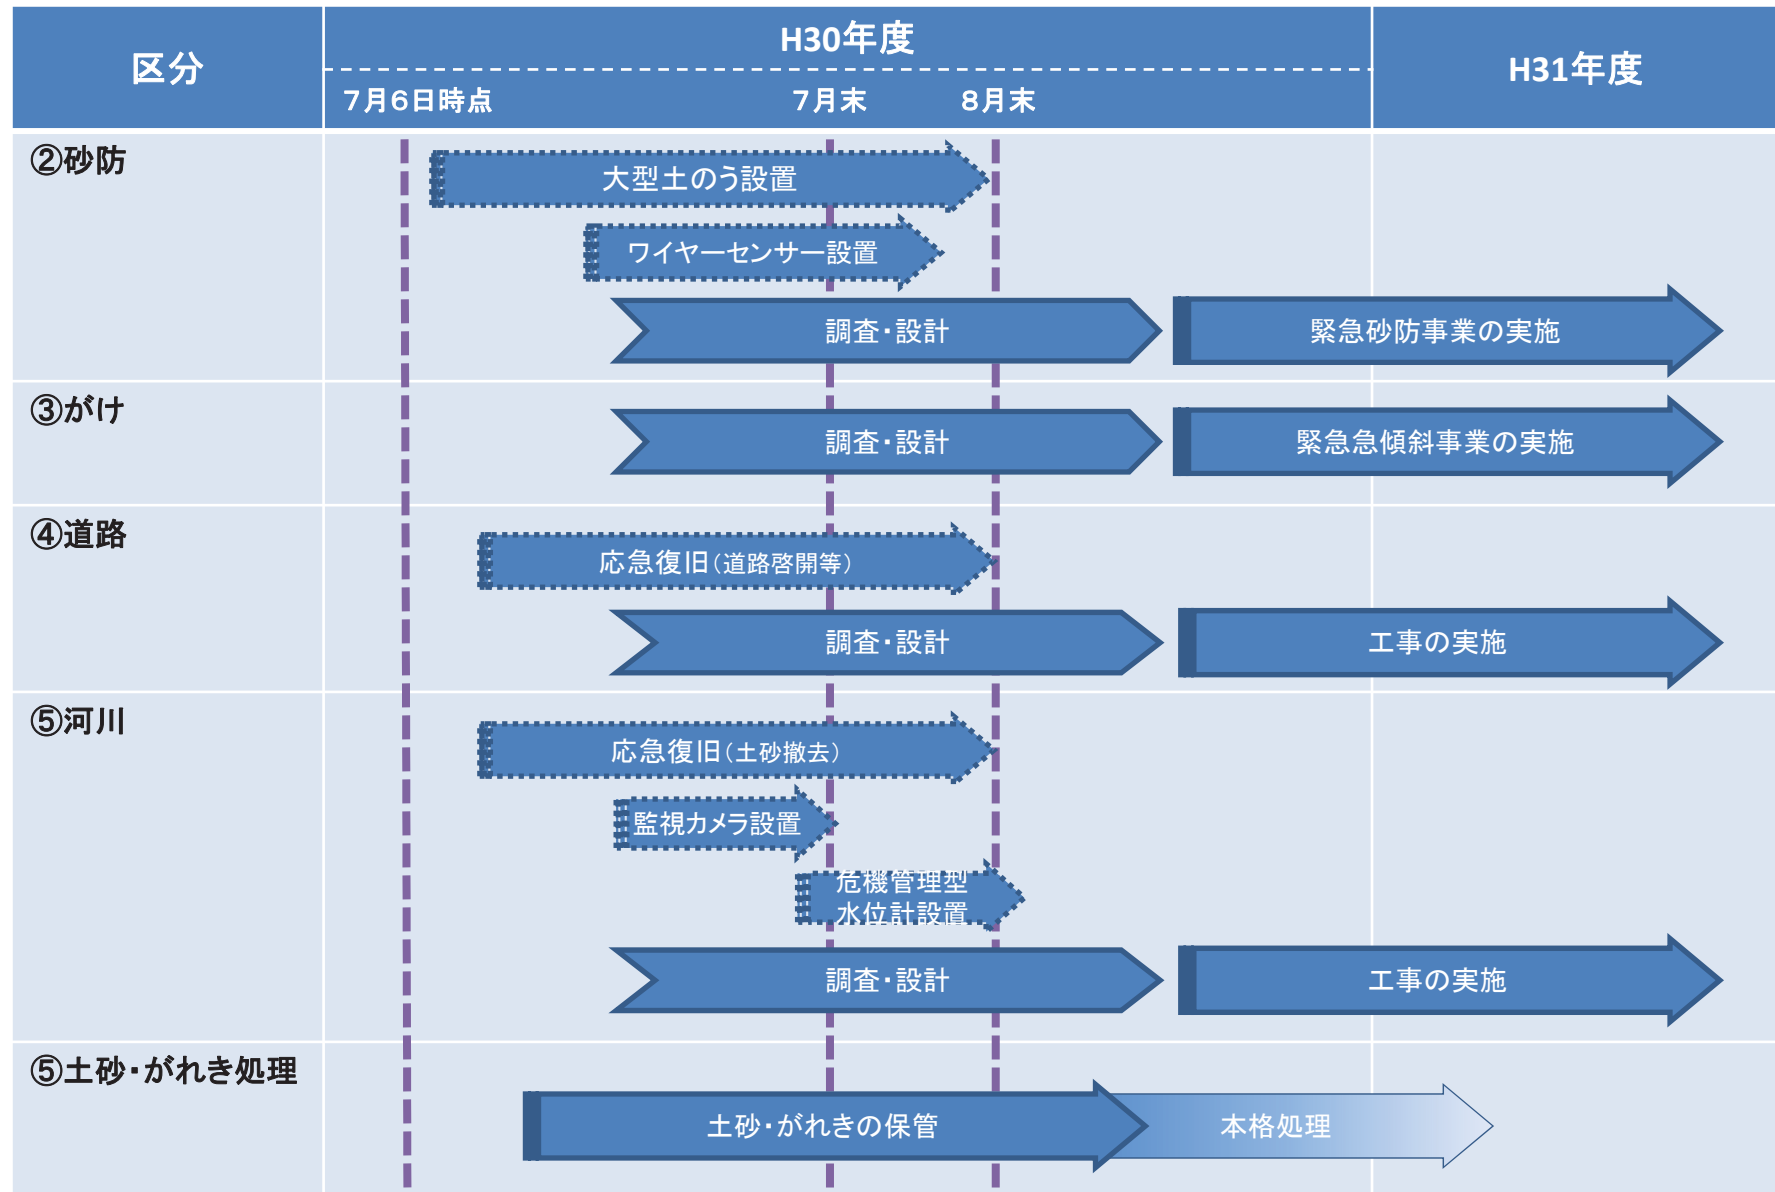 区分
H30年度
H31年度
7月6日時点
7月末
8月末
②砂防
大型土のう設置
ワイヤーセンサー設置
調査・設計
緊急砂防事業の実施
③がけ
調査・設計
緊急急傾斜事業の実施
④道路
応急復旧（道路啓開等）
調査・設計
工事の実施
⑤河川
応急復旧（土砂撤去）
監視カメラ設置
危機管理型
水位計設置
調査・設計
工事の実施
⑤土砂・がれき処理
土砂・がれきの保管
本格処理